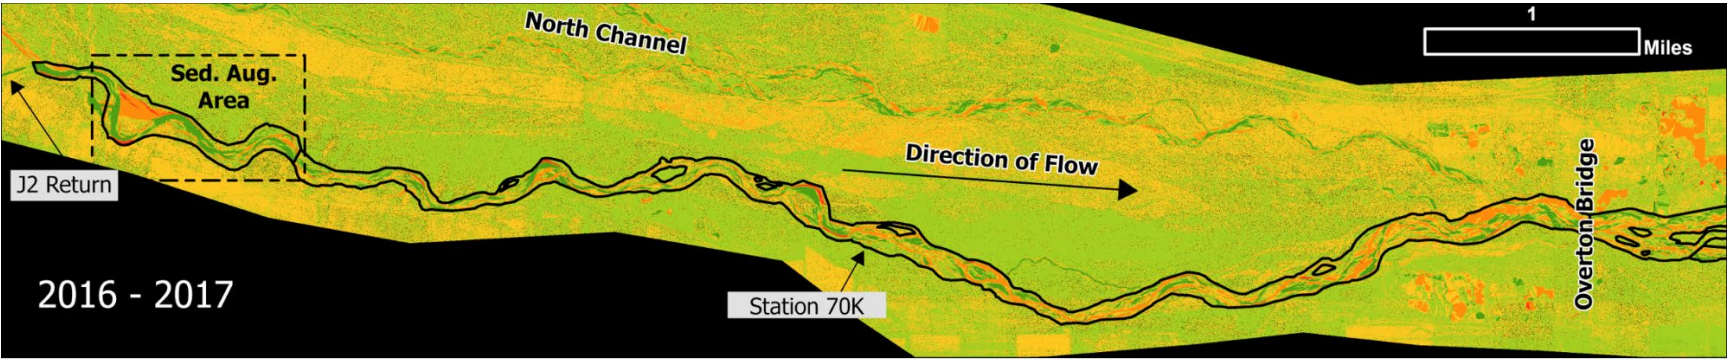 North Channel
1
Miles
Sed. Aug.
Area
J2 Return
Direction of Flow
Overton Bridge
Station 70K
2016 - 2017